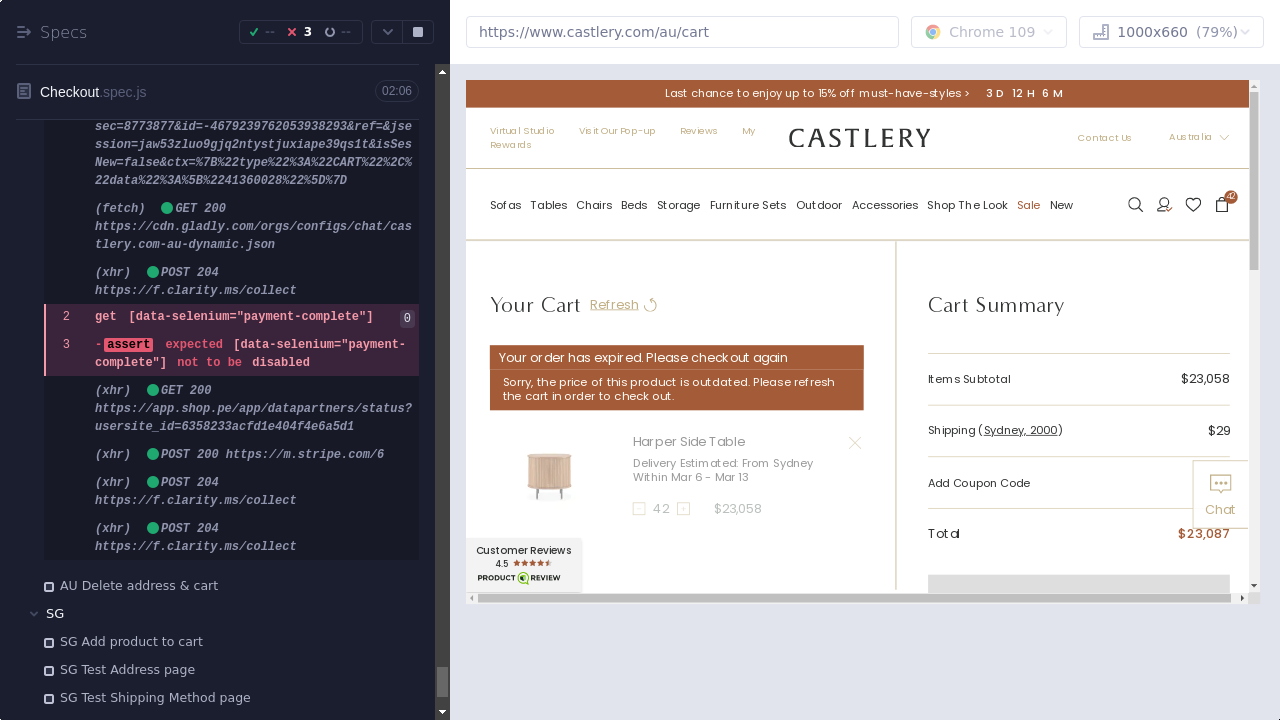 Specs
--
3
--
Checkout.spec.js
02:06
sec=8773877&id=-4679239762053938293&ref=&jse
ssion=jaw53zluo9gjq2ntystjuxiape39qs1t&isSes
New=false&ctx=%7B%22type%22%3A%22CART%22%2C%
22data%22%3A%5B%2241360028%22%5D%7D
(fetch) GET 200
https://cdn.gladly.com/orgs/configs/chat/cas
tlery.com-au-dynamic.json
(xhr) POST 204
https://f.clarity.ms/collect
2 get [data-selenium="payment-complete"] 0
3 -assert expected [data-selenium="payment-
complete"] not to be disabled
(xhr) GET 200
https://app.shop.pe/app/datapartners/status?
usersite_id=6358233acfd1e404f4e6a5d1
(xhr) POST 200 https://m.stripe.com/6
(xhr) POST 204
https://f.clarity.ms/collect
(xhr) POST 204
https://f.clarity.ms/collect
AU Delete address & cart
SG
SG Add product to cart
SG Test Address page
SG Test Shipping Method page
https://www.castlery.com/au/cart
Chrome 109
1000x660 (79%)
Last chance to enjoy up to 15% off must-have-styles > 3 D 12 H 6 M
Virtual Studio Visit Our Pop-up Reviews My
Rewards
CASTLERY
Contact Us Australia
Sofas Tables Chairs Beds Storage Furniture Sets Outdoor Accessories Shop The Look Sale New
42
Your Cart Refresh
Your order has expired. Please checkout again
Sorry, the price of this product is outdated. Please refresh
the cart in order to check out.
Harper Side Table
Delivery Estimated: From Sydney
Within Mar 6 - Mar 13
- 42 + $23,058
Customer Reviews
4.5
PRODUCT REVIEW
Cart Summary
Items Subtotal $23,058
Shipping (Sydney, 2000) $29
Add Coupon Code
Chat
Total $23,087